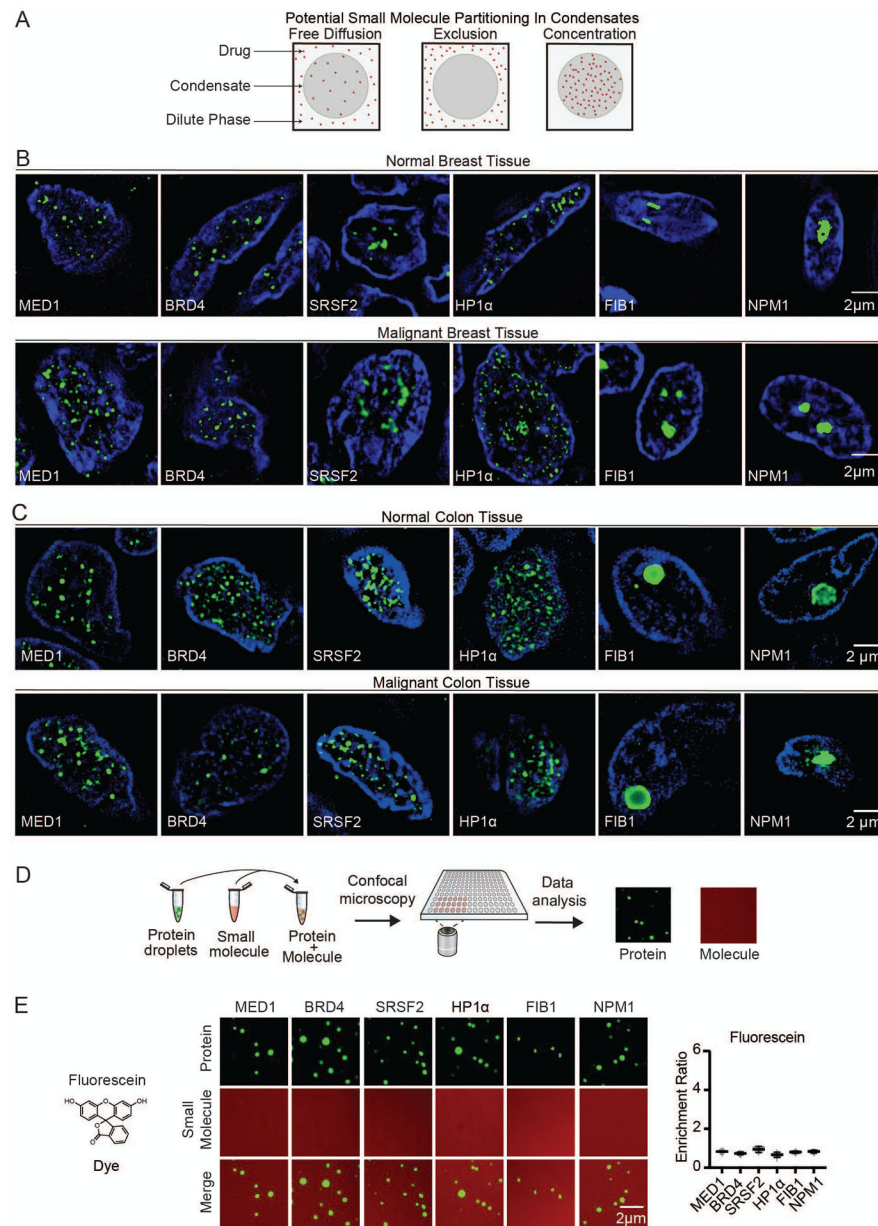 A
Potential Small Molecule Partitioning In Condensates
Free Diffusion Exclusion Concentration
Drug
Condensate
Dilute Phase
B
Normal Breast Tissue
MED1 BRD4 SRSF2 HP1α FIB1 NPM1 2μm
Malignant Breast Tissue
MED1 BRD4 SRSF2 HP1α FIB1 NPM1 2μm
C
Normal Colon Tissue
MED1 BRD4 SRSF2 HP1α FIB1 NPM1 2 μm
Malignant Colon Tissue
MED1 BRD4 SRSF2 HP1α FIB1 NPM1 2 μm
D
Protein droplets
Small molecule
Protein + Molecule
Confocal microscopy
Data analysis
Protein
Molecule
E
Fluorescein
HO O OH
O
O
Dye
MED1 BRD4 SRSF2 HP1α FIB1 NPM1
Protein
Small Molecule
Merge
2μm
Fluorescein
Enrichment Ratio
6
4
2
0
MED1 BRD4 SRSF2 HP1α FIB1 NPM1